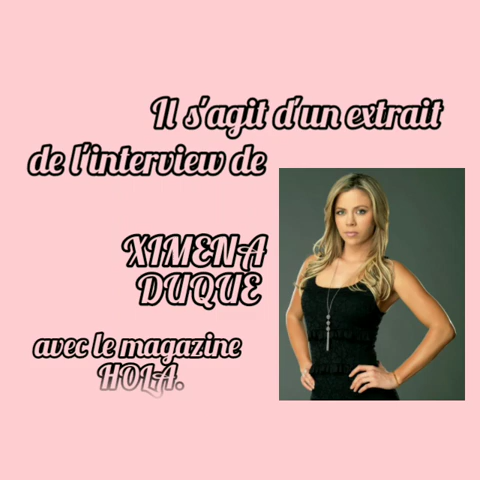 Il s'agit d'un extrait
de l'interview de
XIMENA
DUQUE
avec le magazine
HOLA.